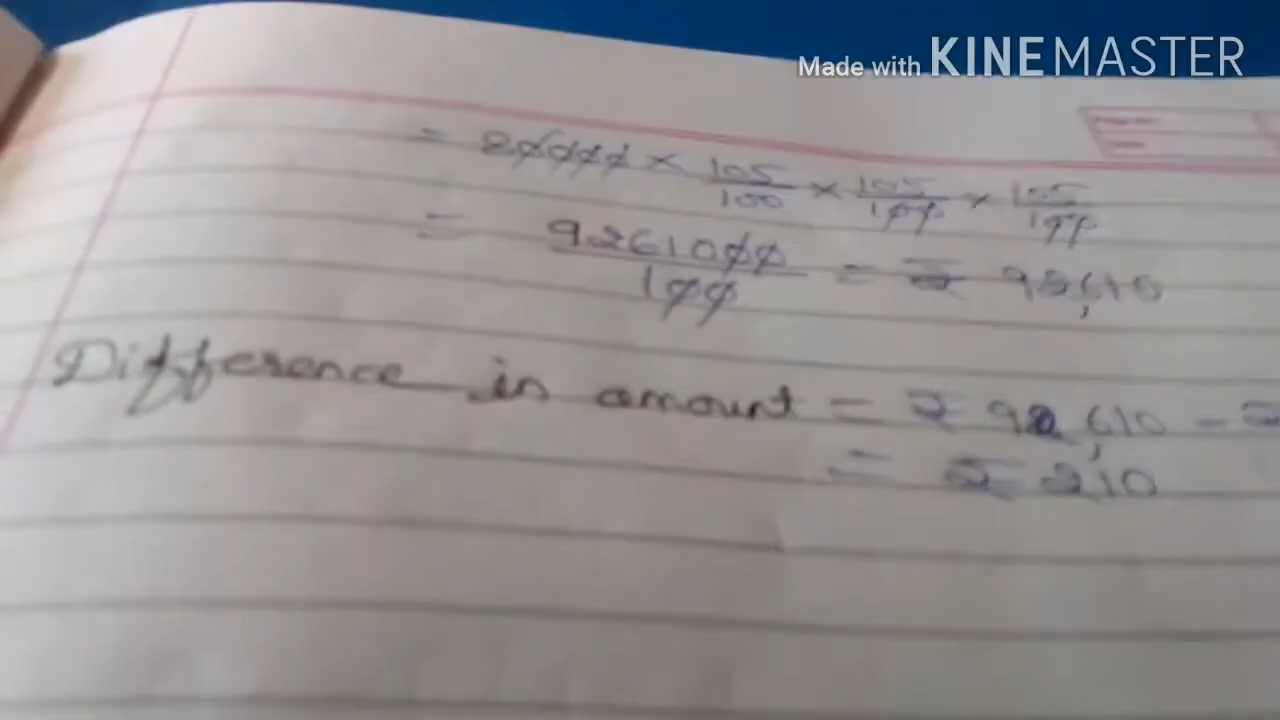 Made with KINEMASTER
= 80000 × 105/100 × 105/100 × 105/100
= 9261000/100 = ₹ 92,610
Difference in amount = ₹ 92,610 - ₹
= ₹ 210